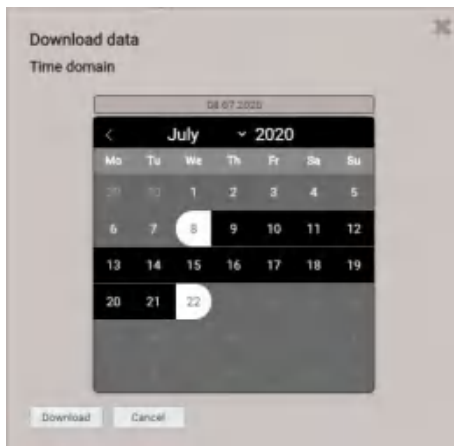 Download data
Time domain
08.07.2020
July 2020
Mo Tu We Th Fr Sa Su
29 30 1 2 3 4 5
6 7 8 9 10 11 12
13 14 15 16 17 18 19
20 21 22
Download Cancel